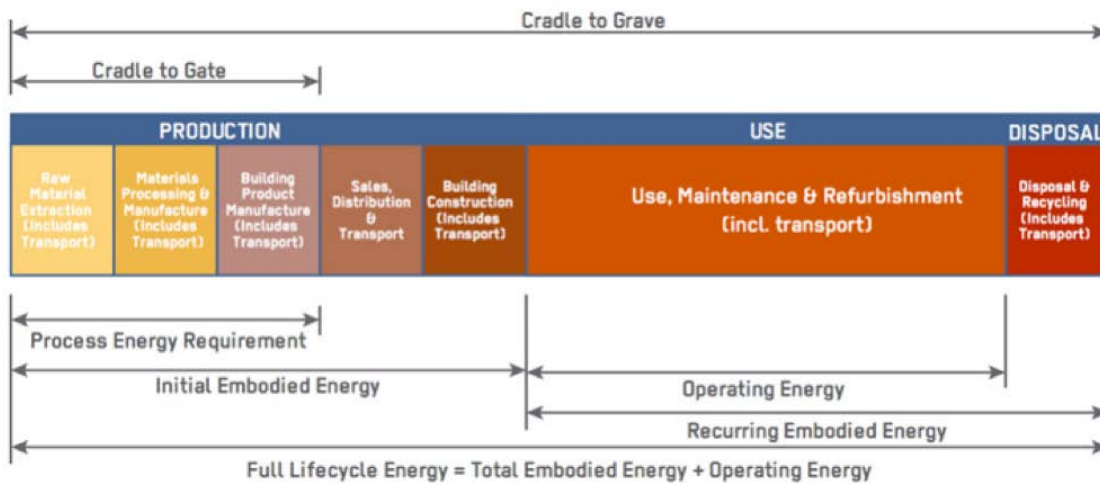 Cradle to Grave
Cradle to Gate
PRODUCTION
USE
DISPOSAL
Raw
Material
Extraction
(Includes
Transport)
Materials
Processing &
Manufacture
(Includes
Transport)
Building
Product
Manufacture
(Includes
Transport)
Sales,
Distribution
&
Transport
Building
Construction
(Includes
Transport)
Use, Maintenance & Refurbishment
(incl. transport)
Disposal &
Recycling
(Includes
Transport)
Process Energy Requirement
Initial Embodied Energy
Operating Energy
Recurring Embodied Energy
Full Lifecycle Energy = Total Embodied Energy + Operating Energy